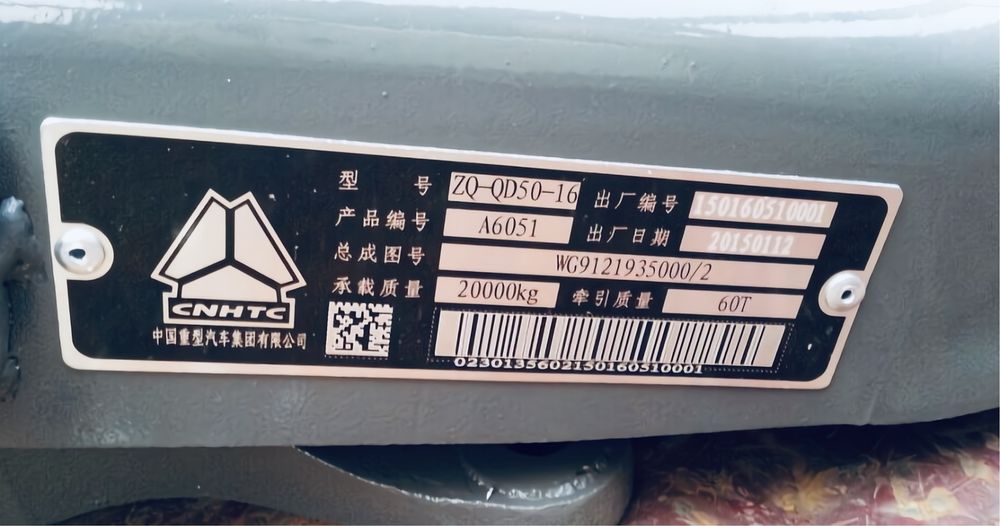 型号 ZQ-QD50-16 出厂编号 150160510001
产品编号 A6051 出厂日期 20150112
总成图号 WG9121935000/2
承载质量 20000kg 牵引质量 60T
CNHTC
中国重型汽车集团有限公司
0230135602150160510001